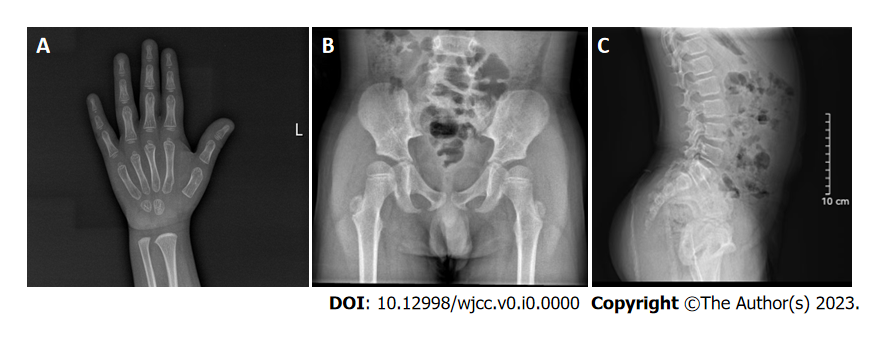 A
B
C
L
10 cm
DOI: 10.12998/wjcc.v0.i0.0000 Copyright ©The Author(s) 2023.